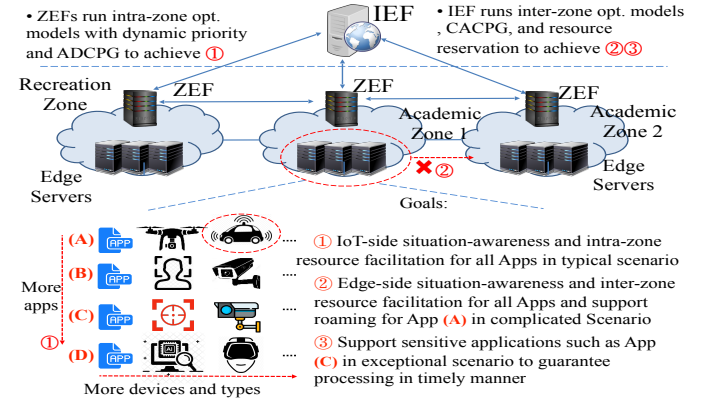 • ZEFs run intra-zone opt.
models with dynamic priority
and ADCPG to achieve ①
IEF
• IEF runs inter-zone opt. models
, CACPG, and resource
reservation to achieve ②③
Recreation
Zone
ZEF
ZEF
ZEF
Academic
Zone 1
Academic
Zone 2
Edge
Servers
②
Edge
Servers
Goals:
More
apps
①
(A) APP ....
(B) APP ....
(C) APP ....
(D) APP AI ....
More devices and types
① IoT-side situation-awareness and intra-zone
resource facilitation for all Apps in typical scenario
② Edge-side situation-awareness and inter-zone
resource facilitation for all Apps and support
roaming for App (A) in complicated Scenario
③ Support sensitive applications such as App
(C) in exceptional scenario to guarantee
processing in timely manner